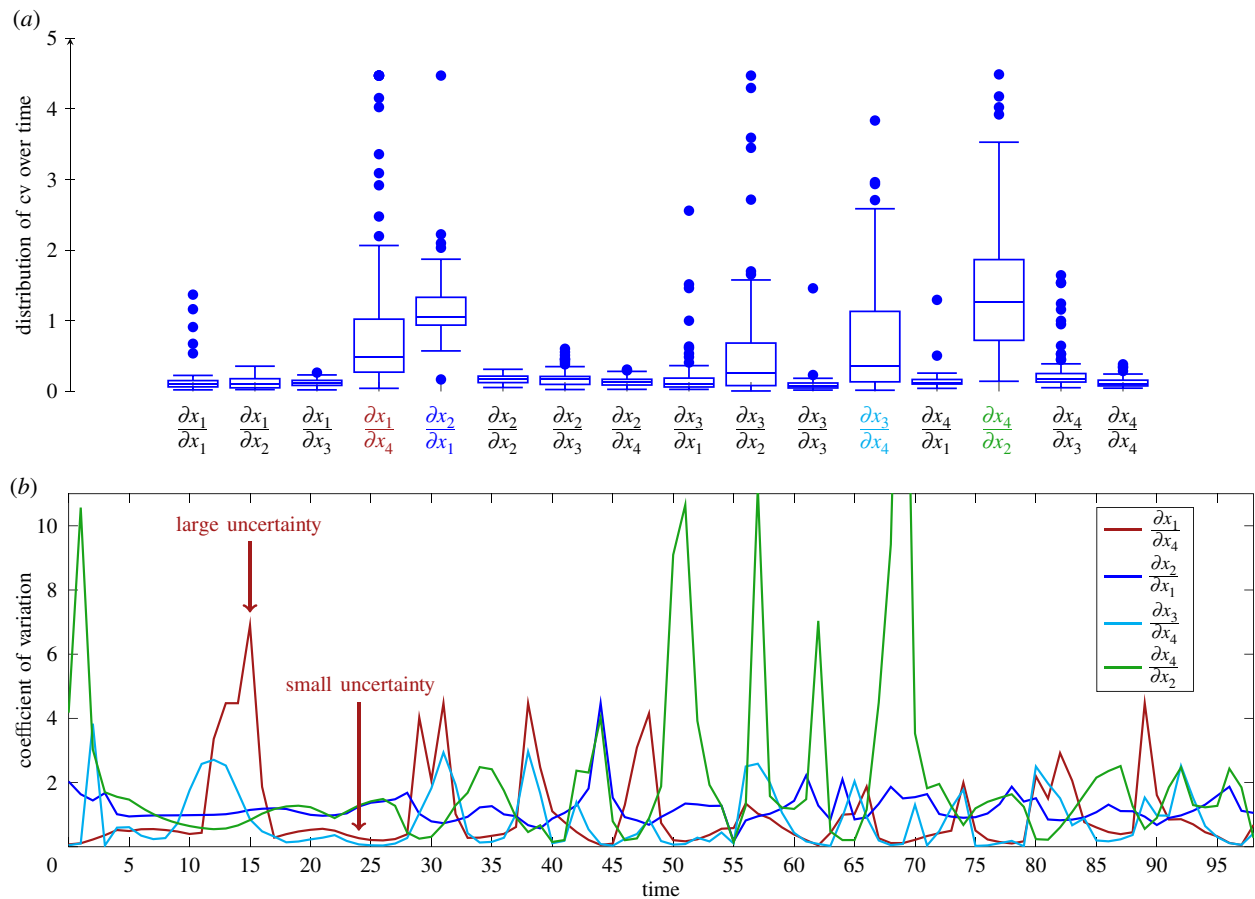 (a)
distribution of cv over time
5
4
3
2
1
0
∂x₁/∂x₁ ∂x₁/∂x₂ ∂x₁/∂x₃ ∂x₁/∂x₄ ∂x₂/∂x₁ ∂x₂/∂x₂ ∂x₂/∂x₃ ∂x₂/∂x₄ ∂x₃/∂x₁ ∂x₃/∂x₂ ∂x₃/∂x₃ ∂x₃/∂x₄ ∂x₄/∂x₁ ∂x₄/∂x₂ ∂x₄/∂x₃ ∂x₄/∂x₄
(b)
coefficient of variation
10
8
6
4
2
0
large uncertainty
small uncertainty
∂x₁/∂x₄
∂x₂/∂x₁
∂x₃/∂x₄
∂x₄/∂x₂
5 10 15 20 25 30 35 40 45 50 55 60 65 70 75 80 85 90 95
time